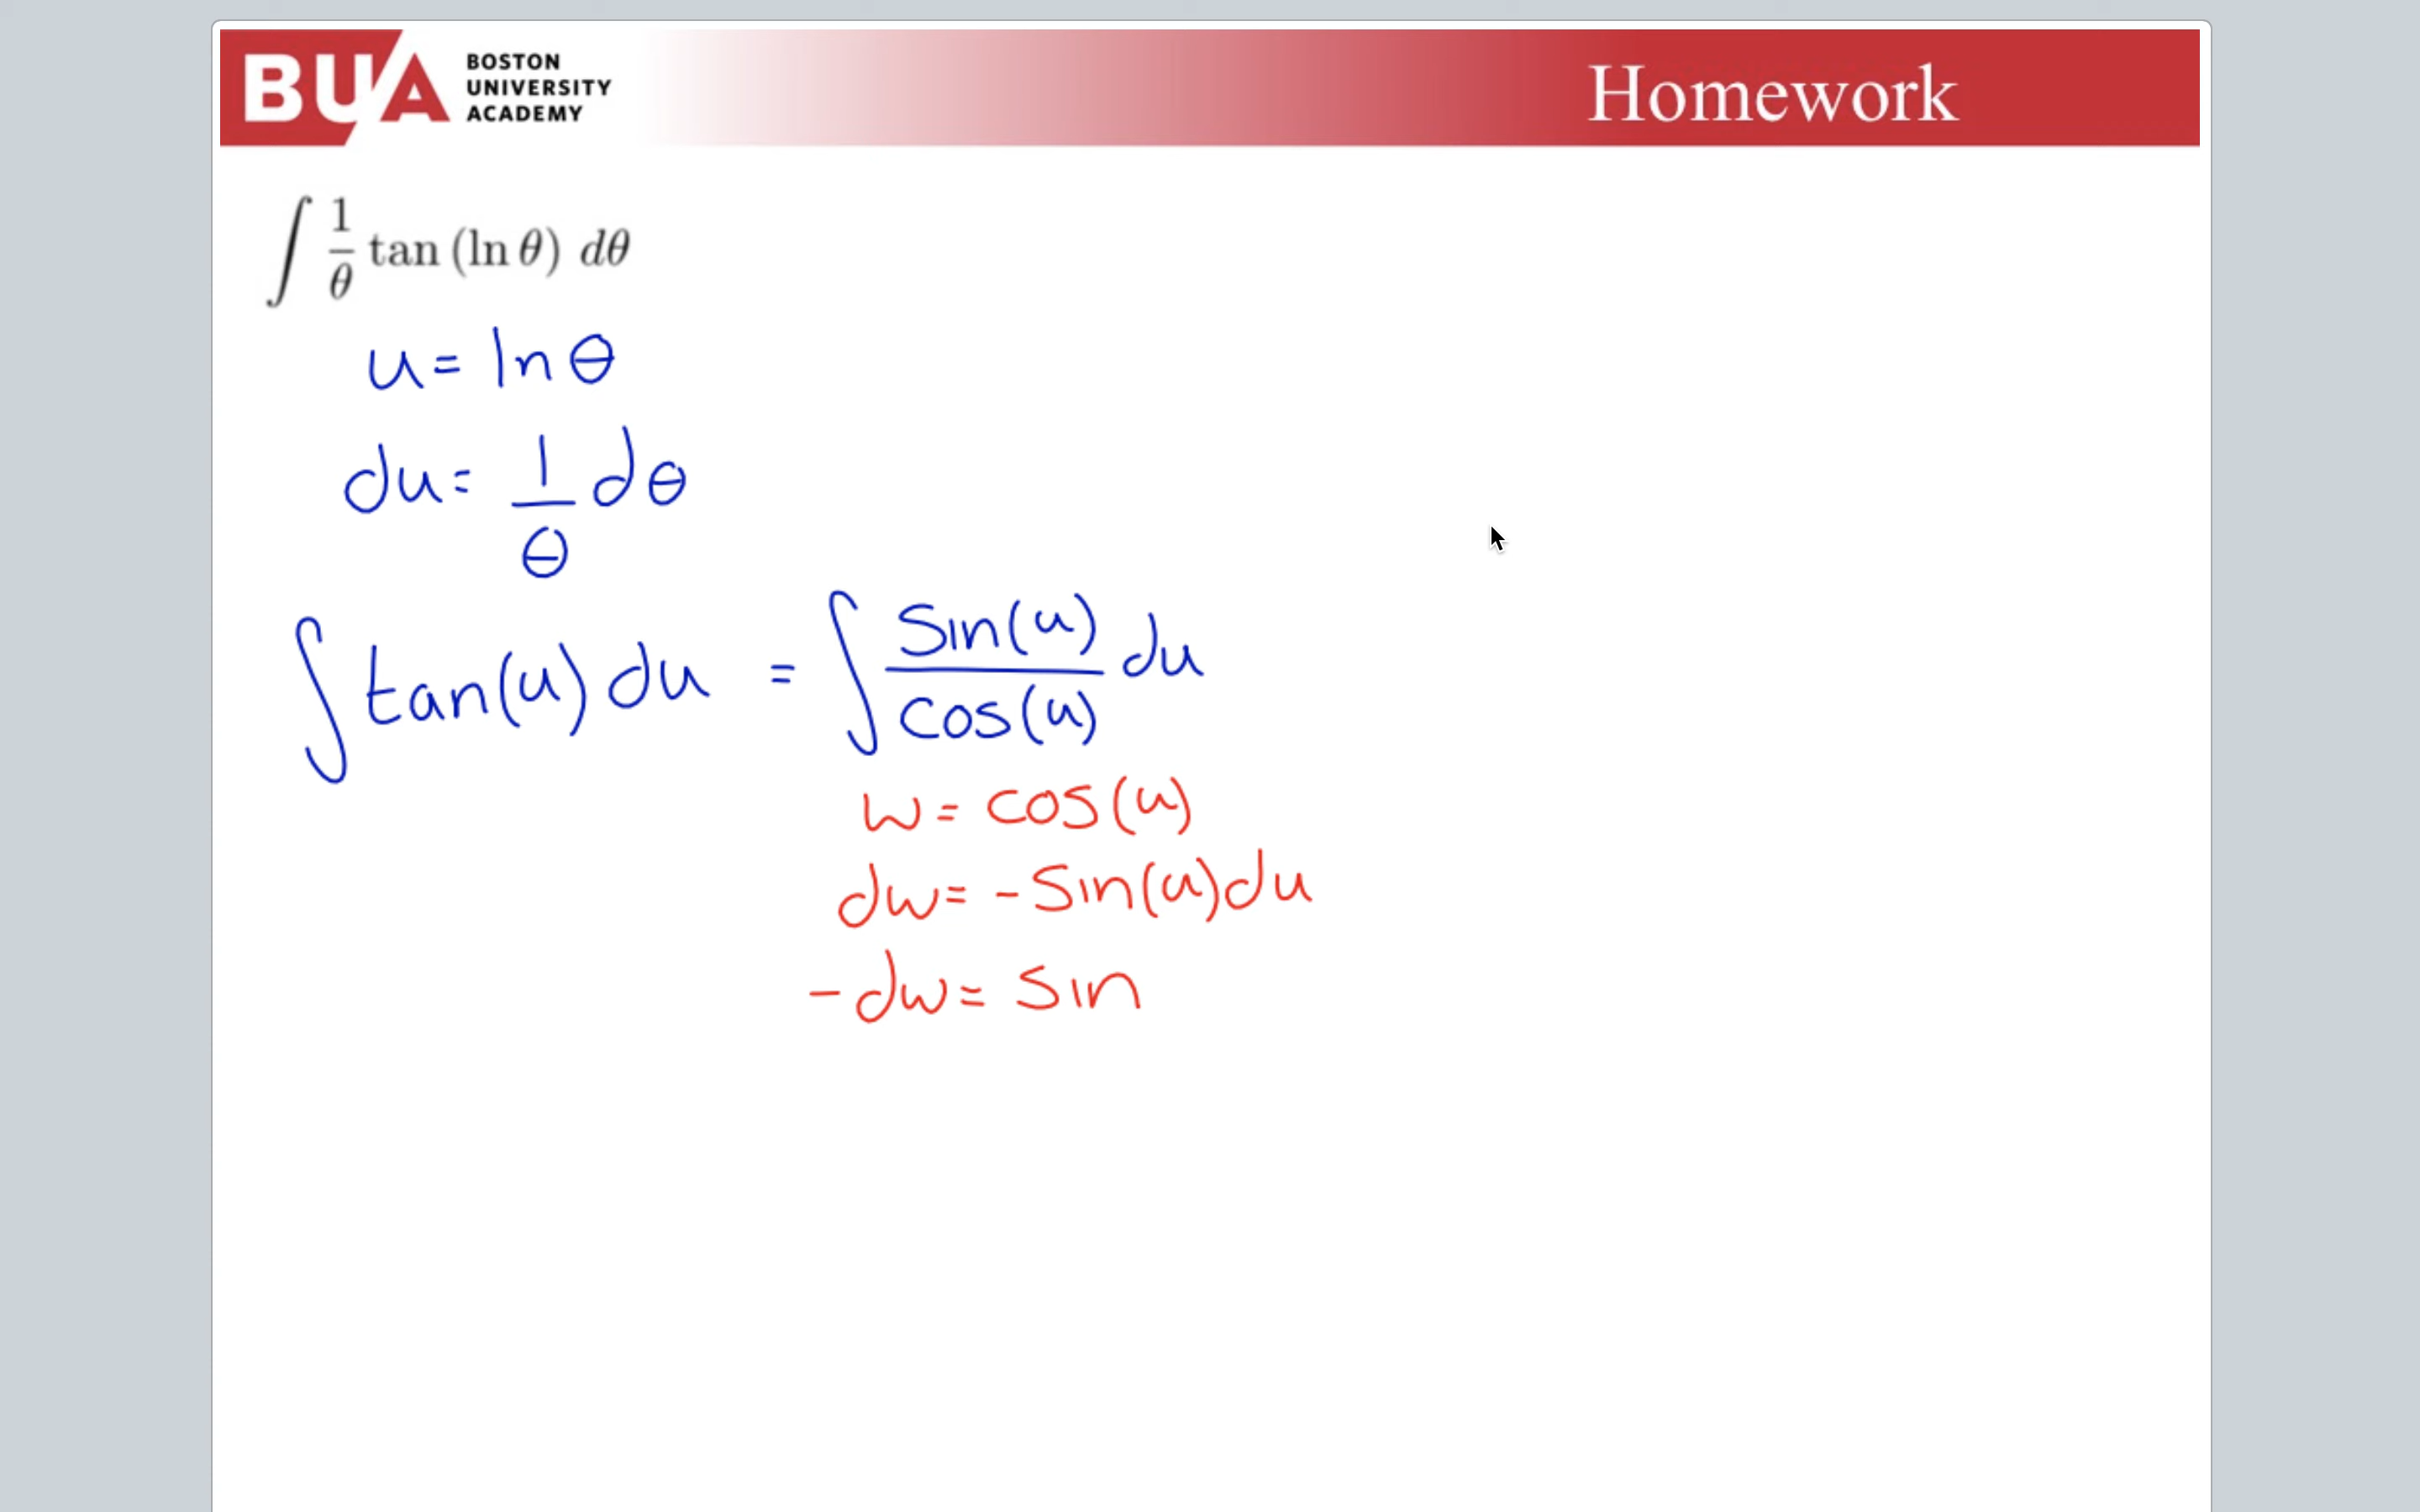 BUA BOSTON UNIVERSITY ACADEMY
Homework
∫ 1/θ tan (ln θ) dθ
u = ln θ
du = 1/θ dθ
∫ tan(u) du = ∫ sin(u)/cos(u) du
w = cos(u)
dw = -sin(u) du
-dw = sin